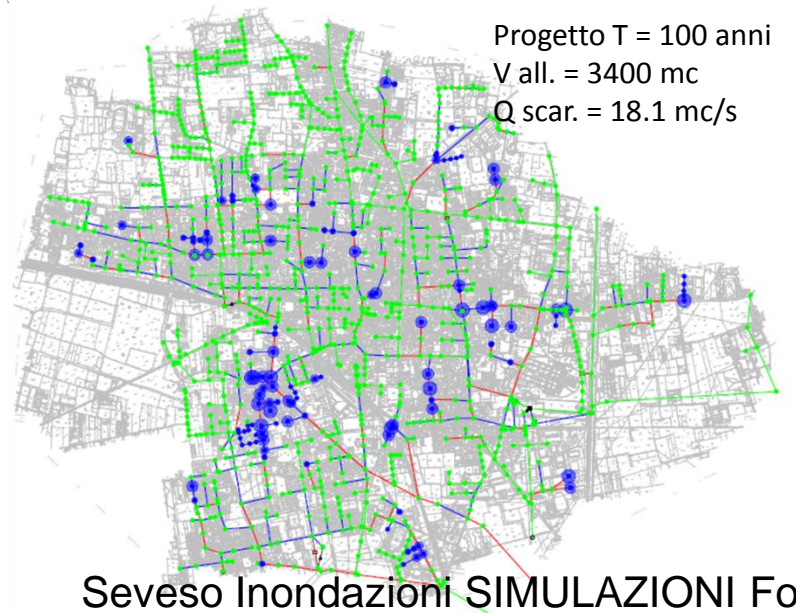 Progetto T = 100 anni
V all. = 3400 mc
Q scar. = 18.1 mc/s
Seveso Inondazioni SIMULAZIONI Fo